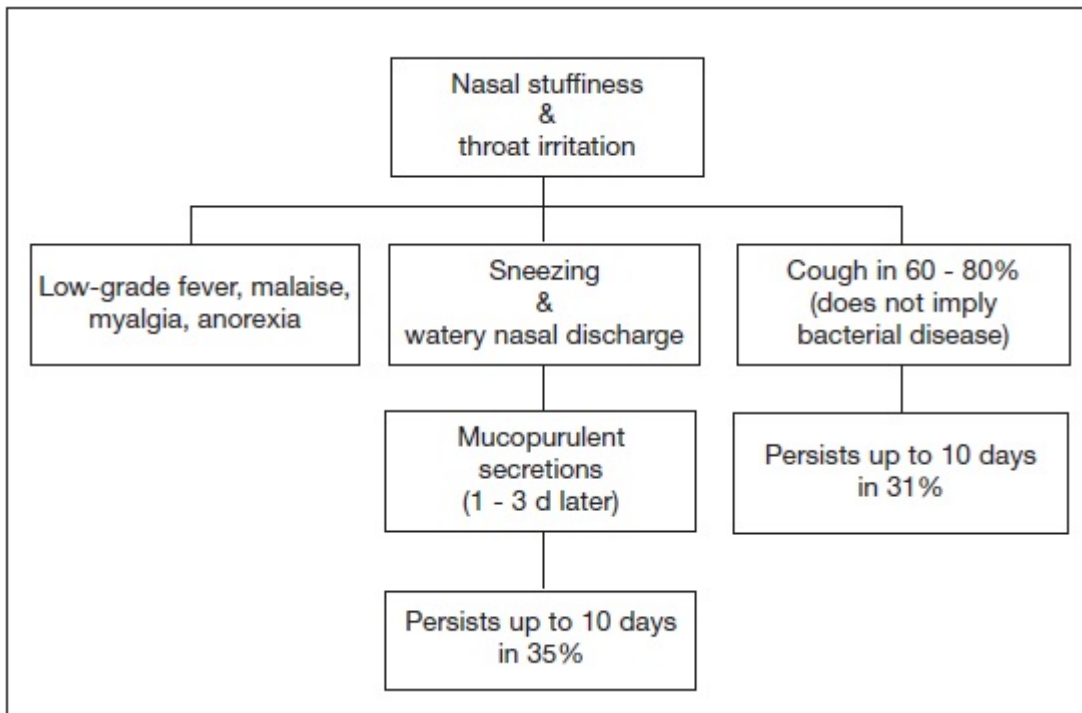 Nasal stuffiness
&
throat irritation
Low-grade fever, malaise,
myalgia, anorexia
Sneezing
&
watery nasal discharge
Cough in 60 - 80%
(does not imply
bacterial disease)
Mucopurulent
secretions
(1 - 3 d later)
Persists up to 10 days
in 31%
Persists up to 10 days
in 35%